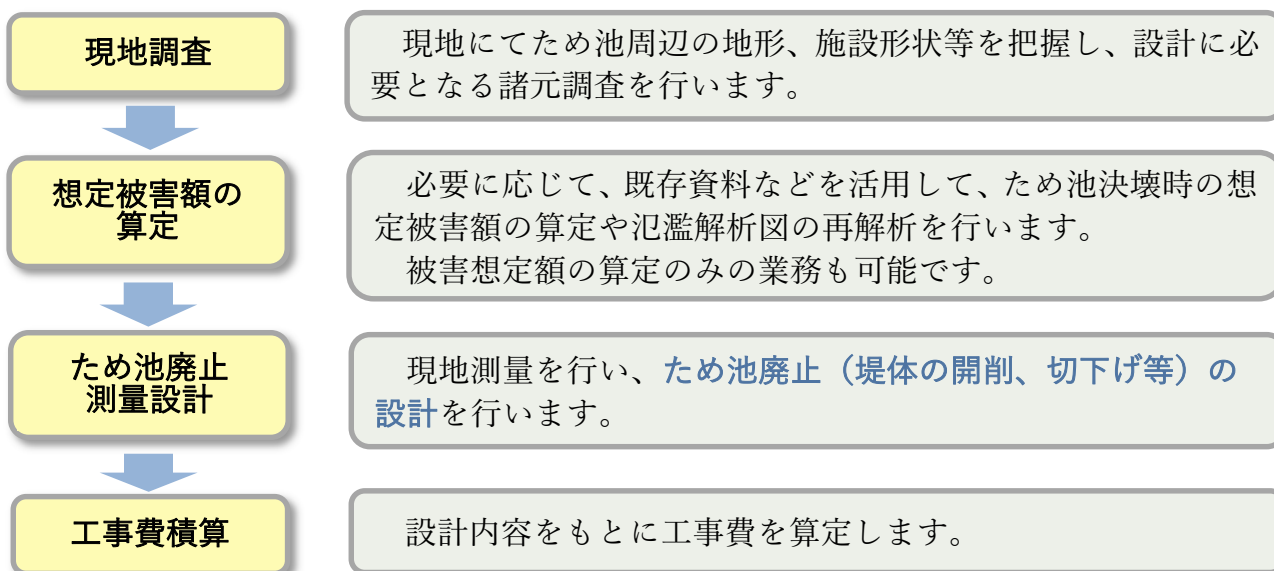 現地調査
現地にてため池周辺の地形、施設形状等を把握し、設計に必
要となる諸元調査を行います。
想定被害額の
算定
必要に応じて、既存資料などを活用して、ため池決壊時の想
定被害額の算定や氾濫解析図の再解析を行います。
被害想定額の算定のみの業務も可能です。
ため池廃止
測量設計
現地測量を行い、ため池廃止（堤体の開削、切下げ等）の
設計を行います。
工事費積算
設計内容をもとに工事費を算定します。